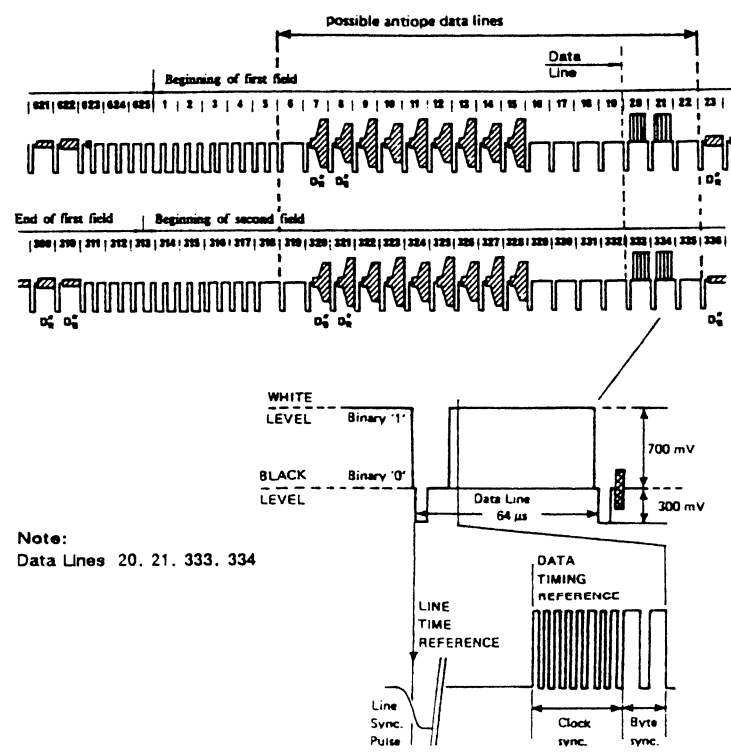 possible antiope data lines
Data
Line
Beginning of first field
621 622 623 624 625 1 2 3 4 5 6 7 8 9 10 11 12 13 14 15 16 17 18 19 20 21 22 23
D"R D"B D"R
End of first field Beginning of second field
309 310 311 312 313 314 315 316 317 318 319 320 321 322 323 324 325 326 327 328 329 330 331 332 333 334 335 336
WHITE
LEVEL Binary '1'
700 mV
BLACK Binary '0'
LEVEL
Data Line
64 µs
300 mV
Note:
Data Lines 20. 21. 333. 334
DATA
TIMING
REFERENCE
LINE
TIME
REFERENCE
Line
Sync.
Pulse
Clock
sync.
Byte
sync.